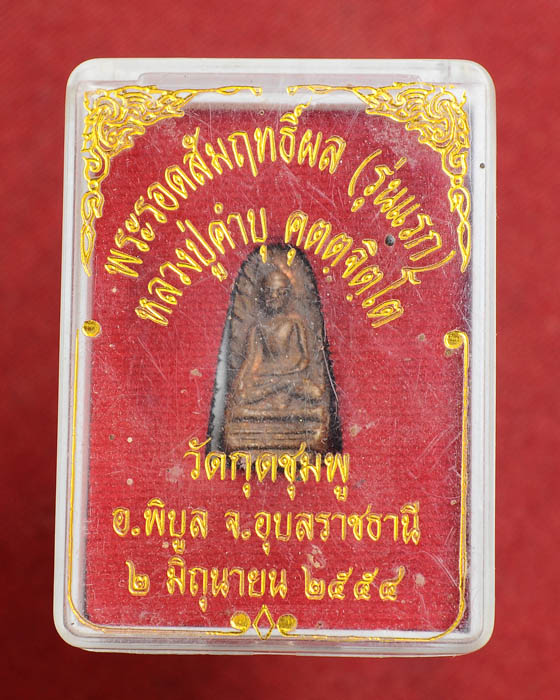 พระรอดสัมฤทธิ์ผล (รุ่นแรก)
หลวงปู่คำบุ คุตฺตจิตฺโต
วัดกุดชมพู
อ.พิบูล จ.อุบลราชธานี
๒ มิถุนายน ๒๕๕๔